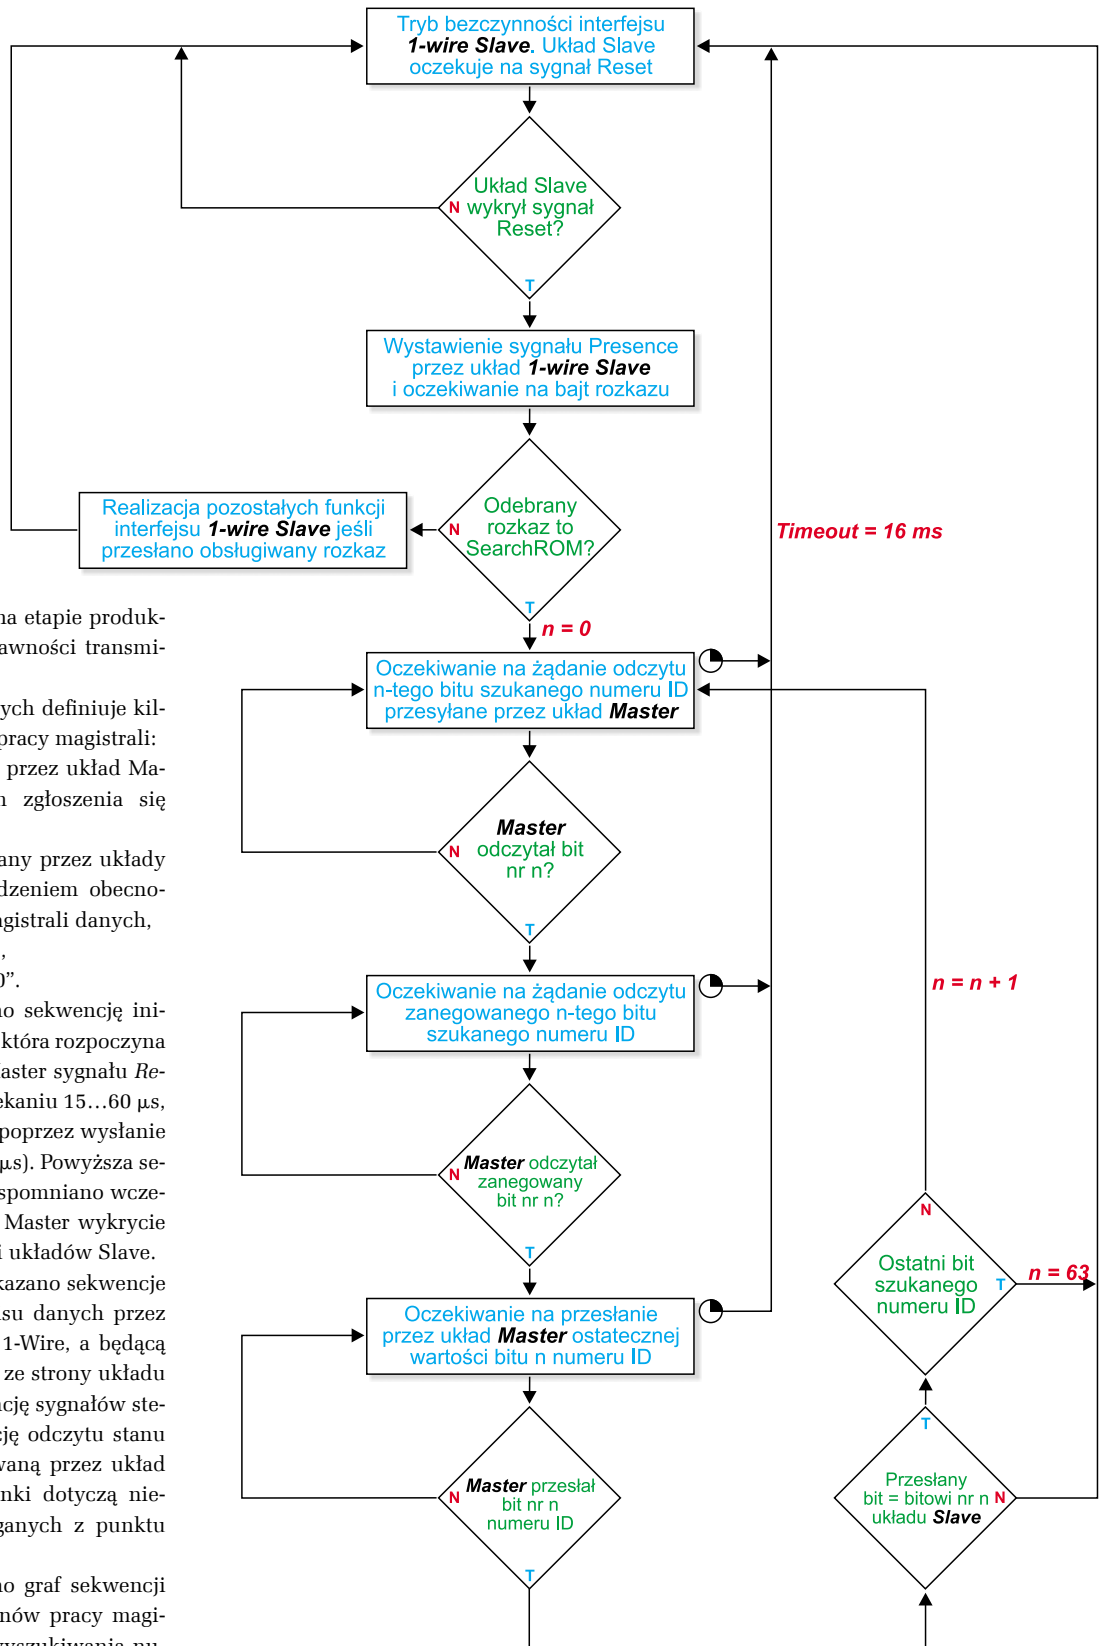 Tryb bezczynności interfejsu
1-wire Slave. Układ Slave
oczekuje na sygnał Reset
Układ Slave
N wykrył sygnał
Reset?
T
Wystawienie sygnału Presence
przez układ 1-wire Slave
i oczekiwanie na bajt rozkazu
Odebrany
N rozkaz to
SearchROM?
T
Realizacja pozostałych funkcji
interfejsu 1-wire Slave jeśli
przesłano obsługiwany rozkaz
Timeout = 16 ms
n = 0
Oczekiwanie na żądanie odczytu
n-tego bitu szukanego numeru ID
przesyłane przez układ Master
Master
N odczytał bit
nr n?
T
Oczekiwanie na żądanie odczytu
zanegowanego n-tego bitu
szukanego numeru ID
n = n + 1
N Master odczytał
zanegowany
bit nr n?
T
Oczekiwanie na przesłanie
przez układ Master ostatecznej
wartości bitu n numeru ID
N
Ostatni bit
szukanego T
numeru ID
n = 63
Master przesłał
N bit nr n
numeru ID
T
T
Przesłany
bit = bitowi nr n N
układu Slave
na etapie produk-
awności transmi-
ych definiuje kil-
pracy magistrali:
przez układ Ma-
n zgłoszenia się
any przez układy
dzeniem obecno-
agistrali danych,
,
0”.
no sekwencję ini-
która rozpoczyna
Master sygnału Re-
ekaniu 15...60 μs,
poprzez wysłanie
μs). Powyższa se-
spomniano wcze-
Master wykrycie
i układów Slave.
kazano sekwencje
su danych przez
1-Wire, a będącą
ze strony układu
ncję sygnałów ste-
cję odczytu stanu
waną przez układ
nki dotyczą nie-
ganych z punktu
no graf sekwencji
nów pracy magi-
wyszukiwania nu-